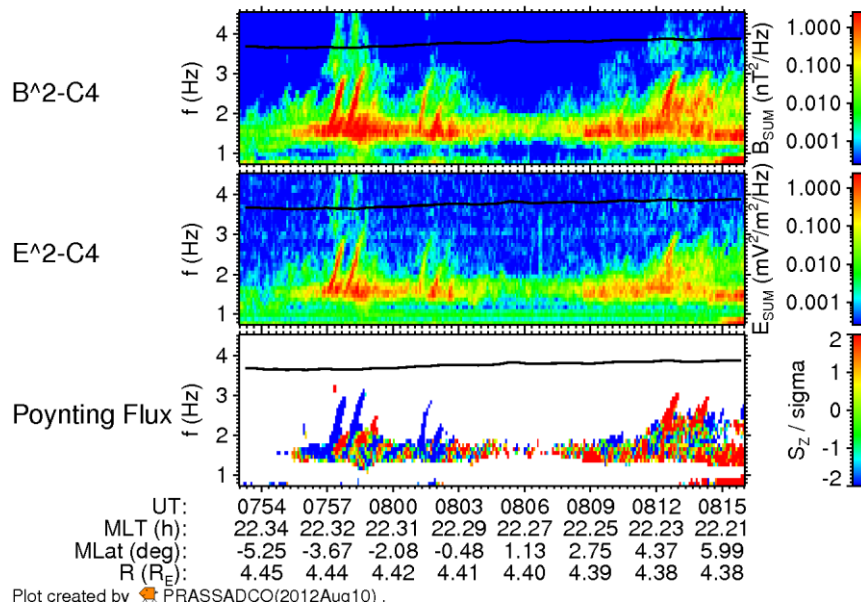 B^2-C4
f (Hz)
4
3
2
1
B_SUM (nT^2/Hz)
1.000
0.100
0.010
0.001
E^2-C4
f (Hz)
4
3
2
1
E_SUM (mV^2/m^2/Hz)
1.000
0.100
0.010
0.001
Poynting Flux
f (Hz)
4
3
2
1
S_Z / sigma
2
1
0
-1
-2
UT: 0754 0757 0800 0803 0806 0809 0812 0815
MLT (h): 22.34 22.32 22.31 22.29 22.27 22.25 22.23 22.21
MLat (deg): -5.25 -3.67 -2.08 -0.48 1.13 2.75 4.37 5.99
R (R_E): 4.45 4.44 4.42 4.41 4.40 4.39 4.38 4.38
Plot created by PRASSADCO(2012Aug10) .